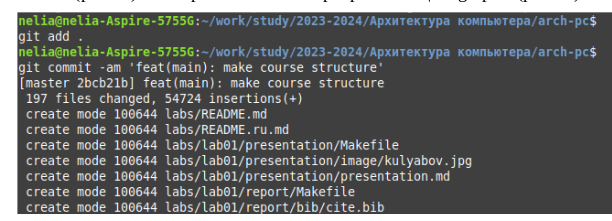 nelia@nelia-Aspire-5755G:~/work/study/2023-2024/Архитектура компьютера/arch-pc$
git add .
nelia@nelia-Aspire-5755G:~/work/study/2023-2024/Архитектура компьютера/arch-pc$
git commit -am 'feat(main): make course structure'
[master 2bcb21b] feat(main): make course structure
 197 files changed, 54724 insertions(+)
 create mode 100644 labs/README.md
 create mode 100644 labs/README.ru.md
 create mode 100644 labs/lab01/presentation/Makefile
 create mode 100644 labs/lab01/presentation/image/kulyabov.jpg
 create mode 100644 labs/lab01/presentation/presentation.md
 create mode 100644 labs/lab01/report/Makefile
 create mode 100644 labs/lab01/report/bib/cite.bib